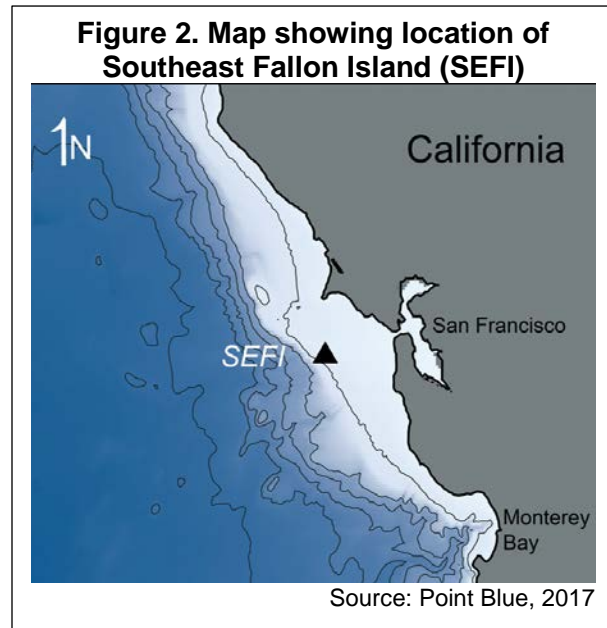 Figure 2. Map showing location of
Southeast Fallon Island (SEFI)
N
California
San Francisco
SEFI
Monterey
Bay
Source: Point Blue, 2017